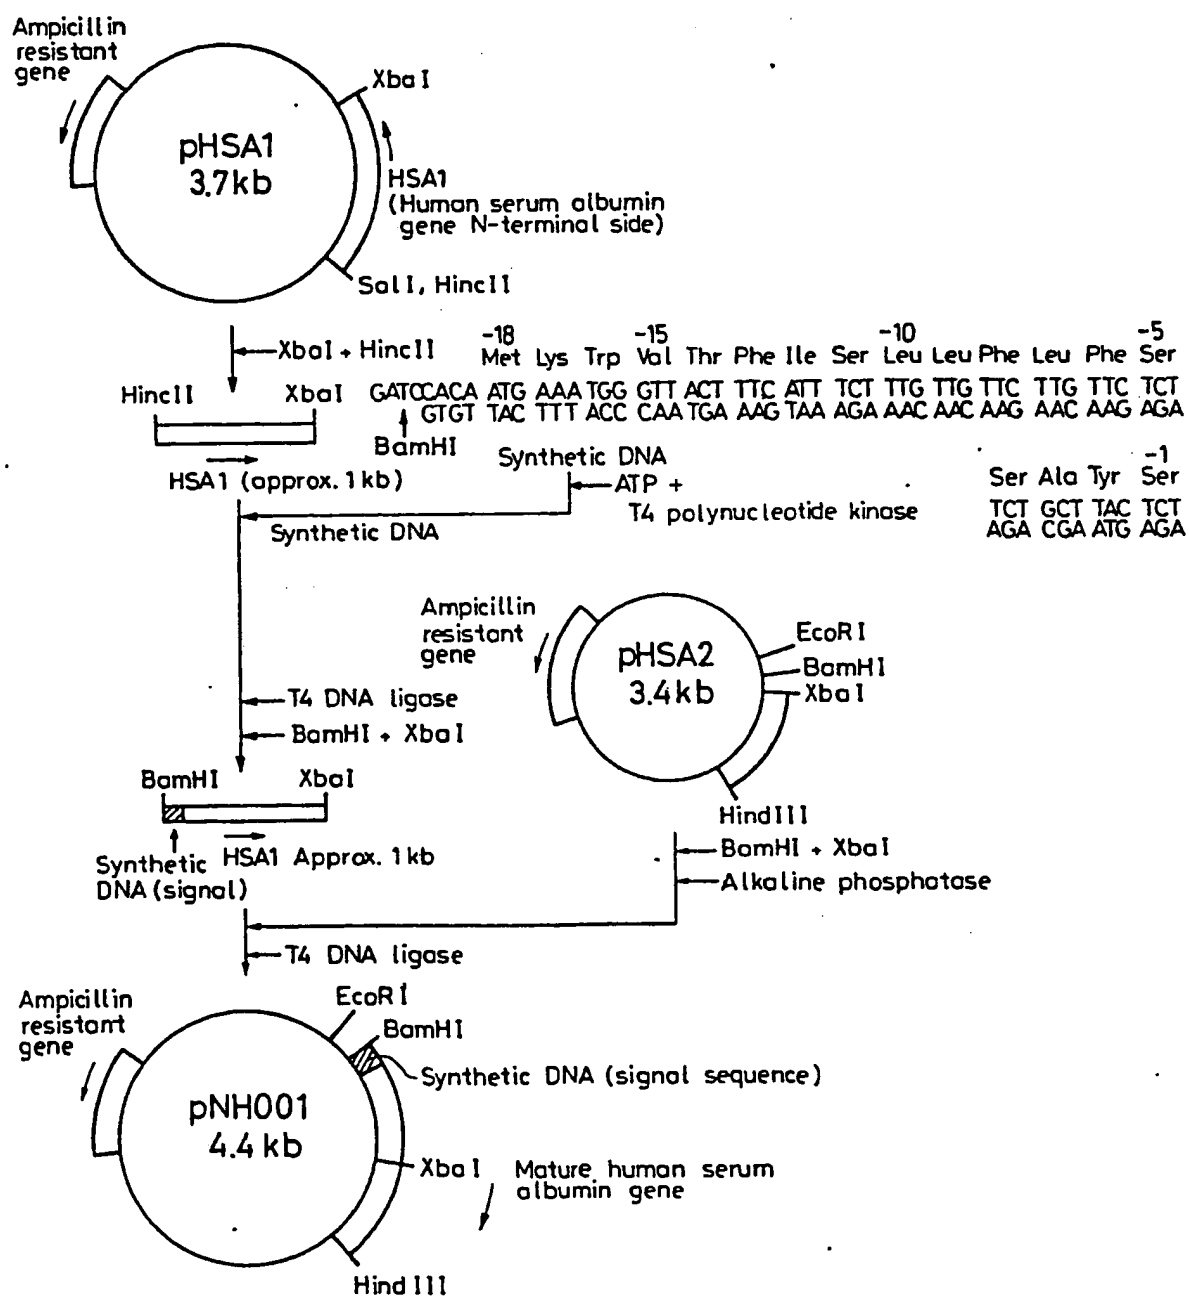 Ampicillin
resistant
gene
XbaI
pHSA1
3.7kb
HSA1
(Human serum albumin
gene N-terminal side)
SalI, HincII
XbaI + HincII
-18 -15 -10 -5
Met Lys Trp Val Thr Phe Ile Ser Leu Leu Phe Leu Phe Ser
HincII XbaI
GATCCACA ATG AAA TGG GTT ACT TTC ATT TCT TTG TTG TTC TTG TTC TCT
GTGT TAC TTT ACC CAA TGA AAG TAA AGA AAC AAC AAG AAC AAG AGA
BamHI
Synthetic DNA
-1
Ser Ala Tyr Ser
TCT GCT TAC TCT
AGA CGA ATG AGA
HSA1 (approx. 1kb)
ATP +
T4 polynucleotide kinase
Synthetic DNA
Ampicillin
resistant
gene
EcoRI
BamHI
XbaI
pHSA2
3.4kb
HindIII
T4 DNA ligase
BamHI + XbaI
BamHI XbaI
HSA1 Approx. 1kb
Synthetic
DNA (signal)
BamHI + XbaI
Alkaline phosphatase
T4 DNA ligase
Ampicillin
resistant
gene
EcoRI
BamHI
Synthetic DNA (signal sequence)
pNH001
4.4kb
XbaI
Mature human serum
albumin gene
Hind III